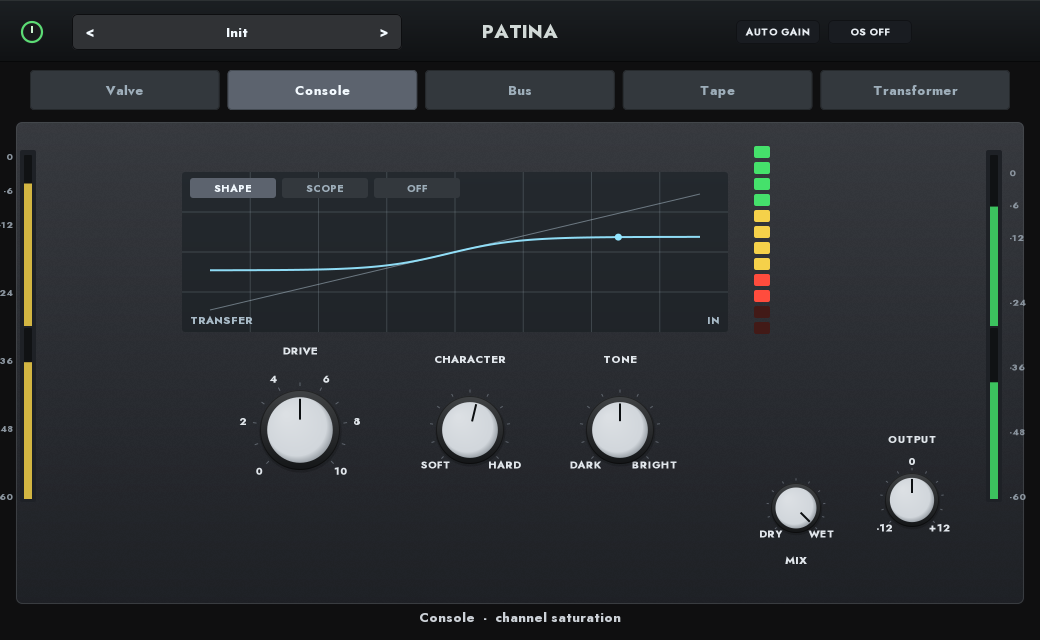 < Init > PATINA AUTO GAIN OS OFF
Valve Console Bus Tape Transformer
SHAPE SCOPE OFF
TRANSFER IN
0
-6
-12
-24
-36
-48
-60
0
-6
-12
-24
-36
-48
-60
DRIVE
4 6
2 8
0 10
CHARACTER
SOFT HARD
TONE
DARK BRIGHT
DRY WET
MIX
OUTPUT
0
-12 +12
Console - channel saturation